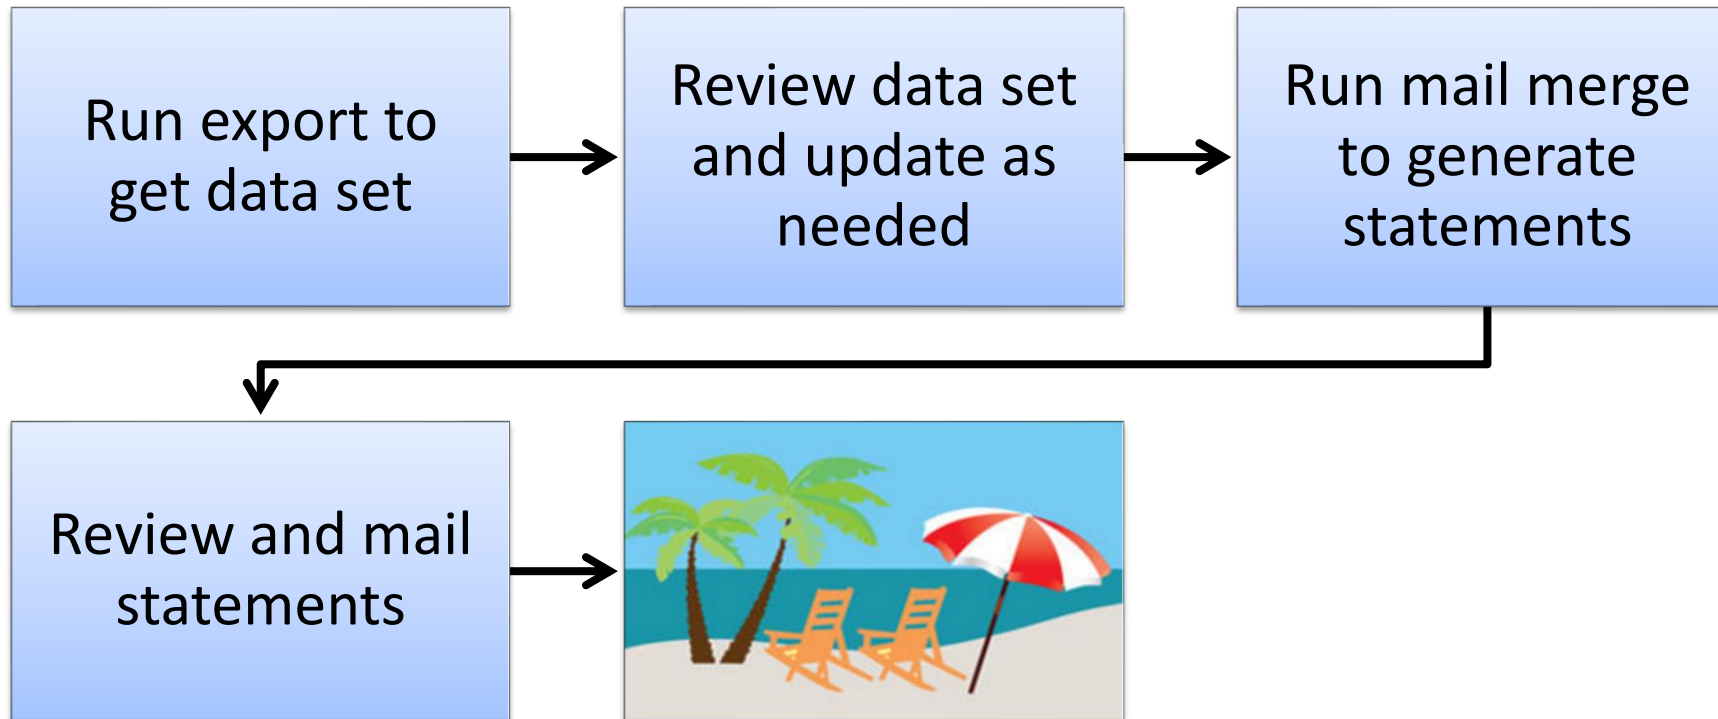 Run export to
get data set
Review data set
and update as
needed
Run mail merge
to generate
statements
Review and mail
statements